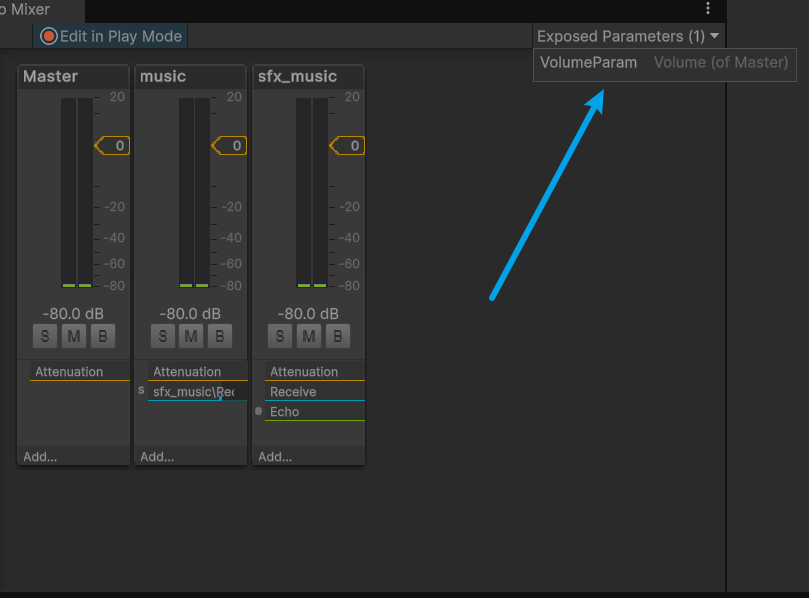 o Mixer
Edit in Play Mode
Exposed Parameters (1)
VolumeParam Volume (of Master)
Master
20
0
-20
-40
-60
-80
-80.0 dB
S M B
Attenuation
Add...
music
20
0
-20
-40
-60
-80
-80.0 dB
S M B
Attenuation
S sfx_music\Rec
Add...
sfx_music
20
0
-20
-40
-60
-80
-80.0 dB
S M B
Attenuation
Receive
Echo
Add...